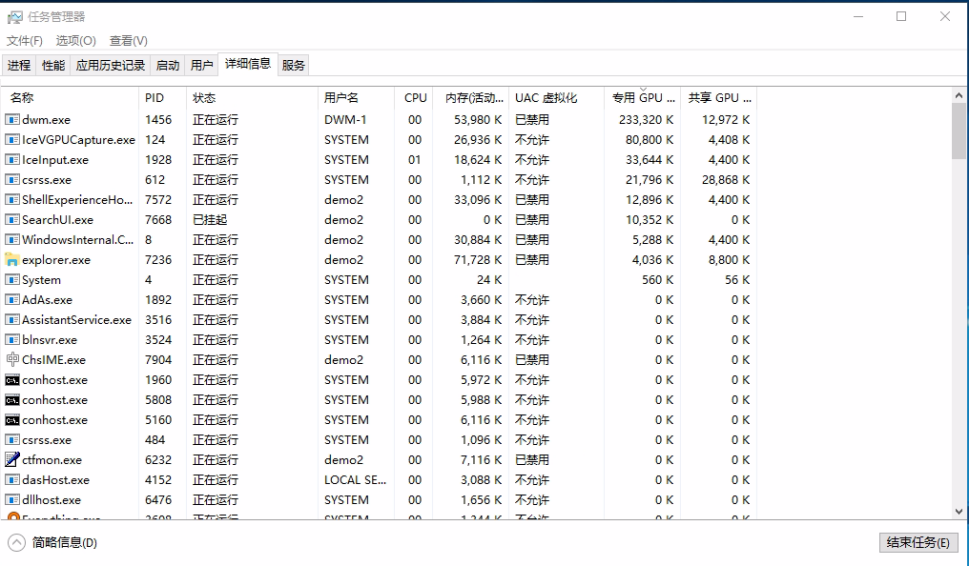 任务管理器
文件(F) 选项(O) 查看(V)
进程 性能 应用历史记录 启动 用户 详细信息 服务
名称 PID 状态 用户名 CPU 内存(活动... UAC 虚拟化 专用 GPU ... 共享 GPU ...
dwm.exe 1456 正在运行 DWM-1 00 53,980 K 已禁用 233,320 K 12,972 K
IceVGPUCapture.exe 124 正在运行 SYSTEM 00 26,936 K 不允许 80,800 K 4,408 K
IceInput.exe 1928 正在运行 SYSTEM 01 18,624 K 不允许 33,644 K 4,400 K
csrss.exe 612 正在运行 SYSTEM 00 1,112 K 不允许 21,796 K 28,868 K
ShellExperienceHo... 7572 正在运行 demo2 00 33,096 K 已禁用 12,896 K 4,400 K
SearchUI.exe 7668 已挂起 demo2 00 0 K 已禁用 10,352 K 0 K
WindowsInternal.C... 8 正在运行 demo2 00 30,884 K 已禁用 5,288 K 4,400 K
explorer.exe 7236 正在运行 demo2 00 71,728 K 已禁用 4,036 K 8,800 K
System 4 正在运行 SYSTEM 00 24 K 560 K 56 K
AdAs.exe 1892 正在运行 SYSTEM 00 3,660 K 不允许 0 K 0 K
AssistantService.exe 3516 正在运行 SYSTEM 00 3,884 K 不允许 0 K 0 K
blnsvr.exe 3524 正在运行 SYSTEM 00 1,264 K 不允许 0 K 0 K
ChsIME.exe 7904 正在运行 demo2 00 6,116 K 已禁用 0 K 0 K
conhost.exe 1960 正在运行 SYSTEM 00 5,972 K 不允许 0 K 0 K
conhost.exe 5808 正在运行 SYSTEM 00 5,988 K 不允许 0 K 0 K
conhost.exe 5160 正在运行 SYSTEM 00 6,116 K 不允许 0 K 0 K
csrss.exe 484 正在运行 SYSTEM 00 1,096 K 不允许 0 K 0 K
ctfmon.exe 6232 正在运行 demo2 00 7,116 K 已禁用 0 K 0 K
dasHost.exe 4152 正在运行 LOCAL SE... 00 3,088 K 不允许 0 K 0 K
dllhost.exe 6476 正在运行 SYSTEM 00 1,656 K 不允许 0 K 0 K
Everything.exe 正在运行 SYSTEM 00 不允许 0 K 0 K
简略信息(D) 结束任务(E)